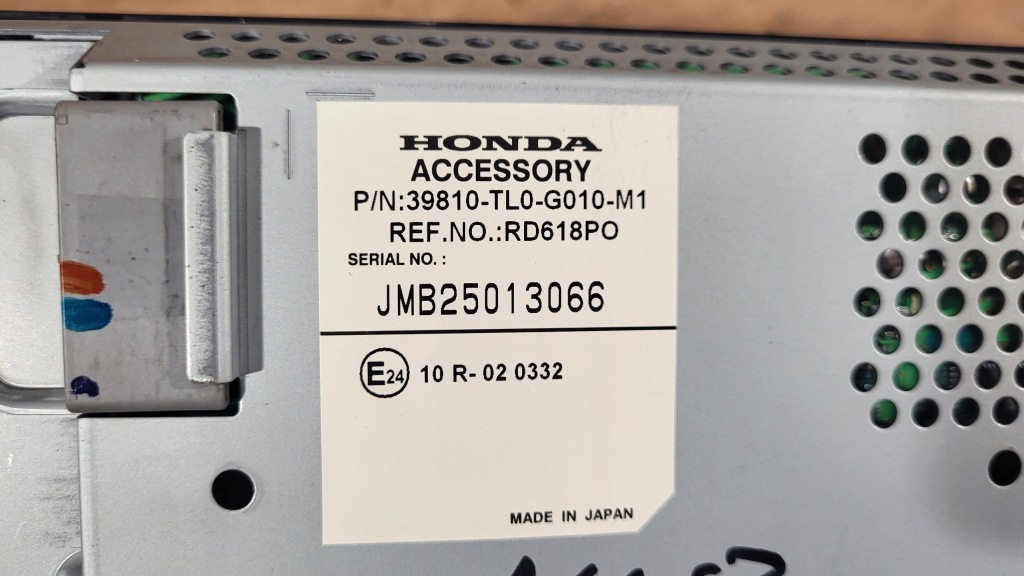 HONDA
ACCESSORY
P/N:39810-TL0-G010-M1
REF.NO.:RD618PO
SERIAL NO.:
JMB25013066
E24 10 R-02 0332
MADE IN JAPAN